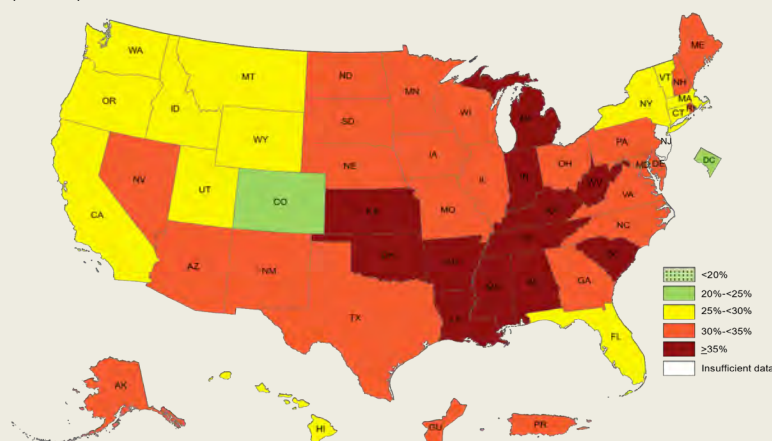 WA
MT
ND
MN
ME
VT
NH
OR
ID
WY
SD
WI
NY
MA
CT
RI
MI
NV
UT
CO
NE
IA
IL
IN
OH
PA
NJ
MD
DE
DC
CA
KS
MO
KY
WV
VA
AZ
NM
OK
AR
TN
NC
SC
TX
LA
MS
AL
GA
FL
AK
HI
GU
PR
<20%
20%-<25%
25%-<30%
30%-<35%
≥35%
Insufficient data